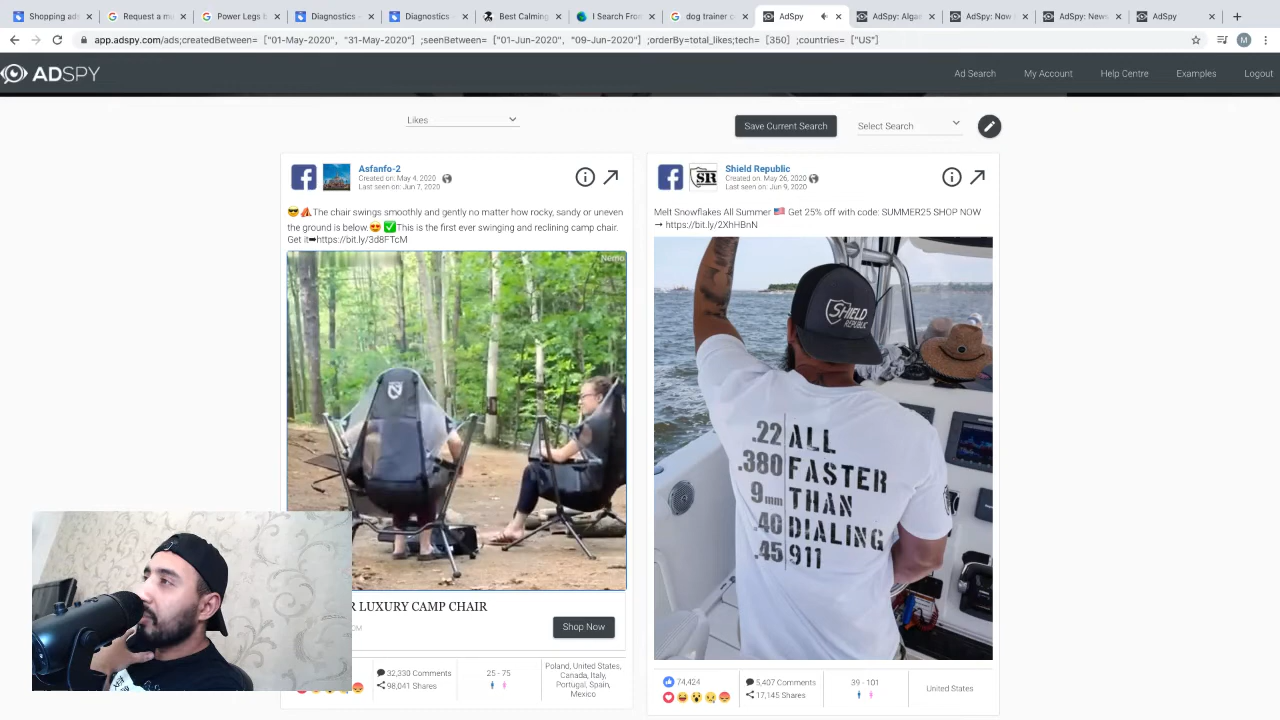 Shopping ad
Request a mu
Power Legs b
Diagnostics -
Diagnostics -
Best Calming
I Search From
dog trainer c
AdSpy
AdSpy: Algar
AdSpy: Now
AdSpy: News
AdSpy
app.adspy.com/ads;createdBetween= ["01-May-2020", "31-May-2020"] ;seenBetween= ["01-Jun-2020", "09-Jun-2020"] ;orderBy=total_likes;tech= [350] ;countries= ["US"]
M
ADSPY
Ad Search
My Account
Help Centre
Examples
Logout
Likes
Save Current Search
Select Search
Asfanfo-2
Created on: May 4, 2020
Last seen on: Jun 7, 2020
😎⛺The chair swings smoothly and gently no matter how rocky, sandy or uneven
the ground is below. 😍 ✅This is the first ever swinging and reclining camp chair.
Get it➡https://bit.ly/3d8FTcM
Nemo
R LUXURY CAMP CHAIR
Shop Now
32,330 Comments
98,041 Shares
25 - 75
Poland, United States,
Canada, Italy,
Portugal, Spain,
Mexico
Shield Republic
Created on: May 26, 2020
Last seen on: Jun 9, 2020
SR
Melt Snowflakes All Summer 🇺🇸 Get 25% off with code: SUMMER25 SHOP NOW
→ https://bit.ly/2XhHBnN
SHIELD
REPUBLIC
.22 ALL
.380 FASTER
9mm THAN
.40 DIALING
.45 911
74,424
5,407 Comments
17,145 Shares
39 - 101
United States